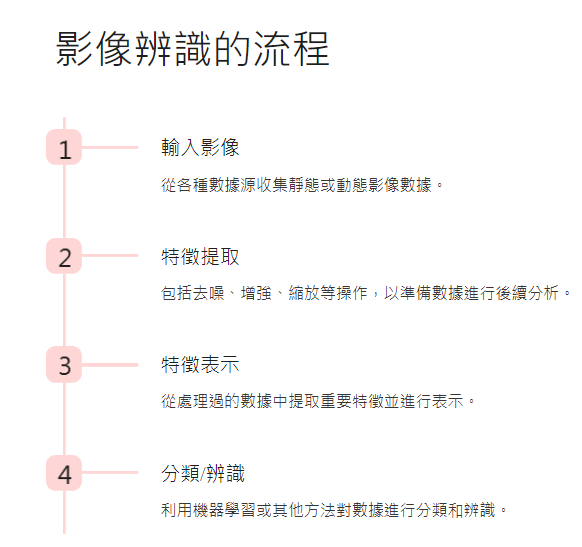 影像辨識的流程
1
輸入影像
從各種數據源收集靜態或動態影像數據。
2
特徵提取
包括去噪、增強、縮放等操作，以準備數據進行後續分析。
3
特徵表示
從處理過的數據中提取重要特徵並進行表示。
4
分類/辨識
利用機器學習或其他方法對數據進行分類和辨識。